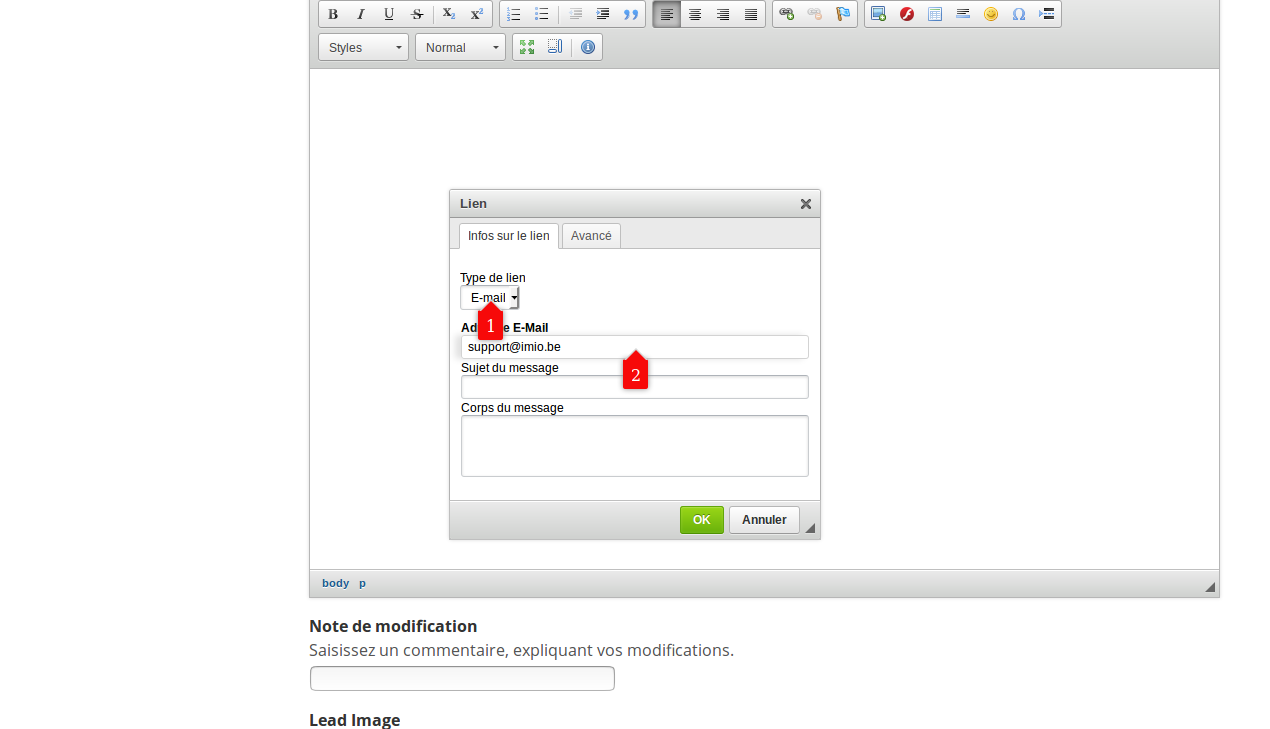 B I U S X2 X2
Styles Normal
Lien
Infos sur le lien Avancé
Type de lien
E-mail
1
E-Mail
support@imio.be
2
Sujet du message
Corps du message
OK Annuler
body p
Note de modification
Saisissez un commentaire, expliquant vos modifications.
Lead Image